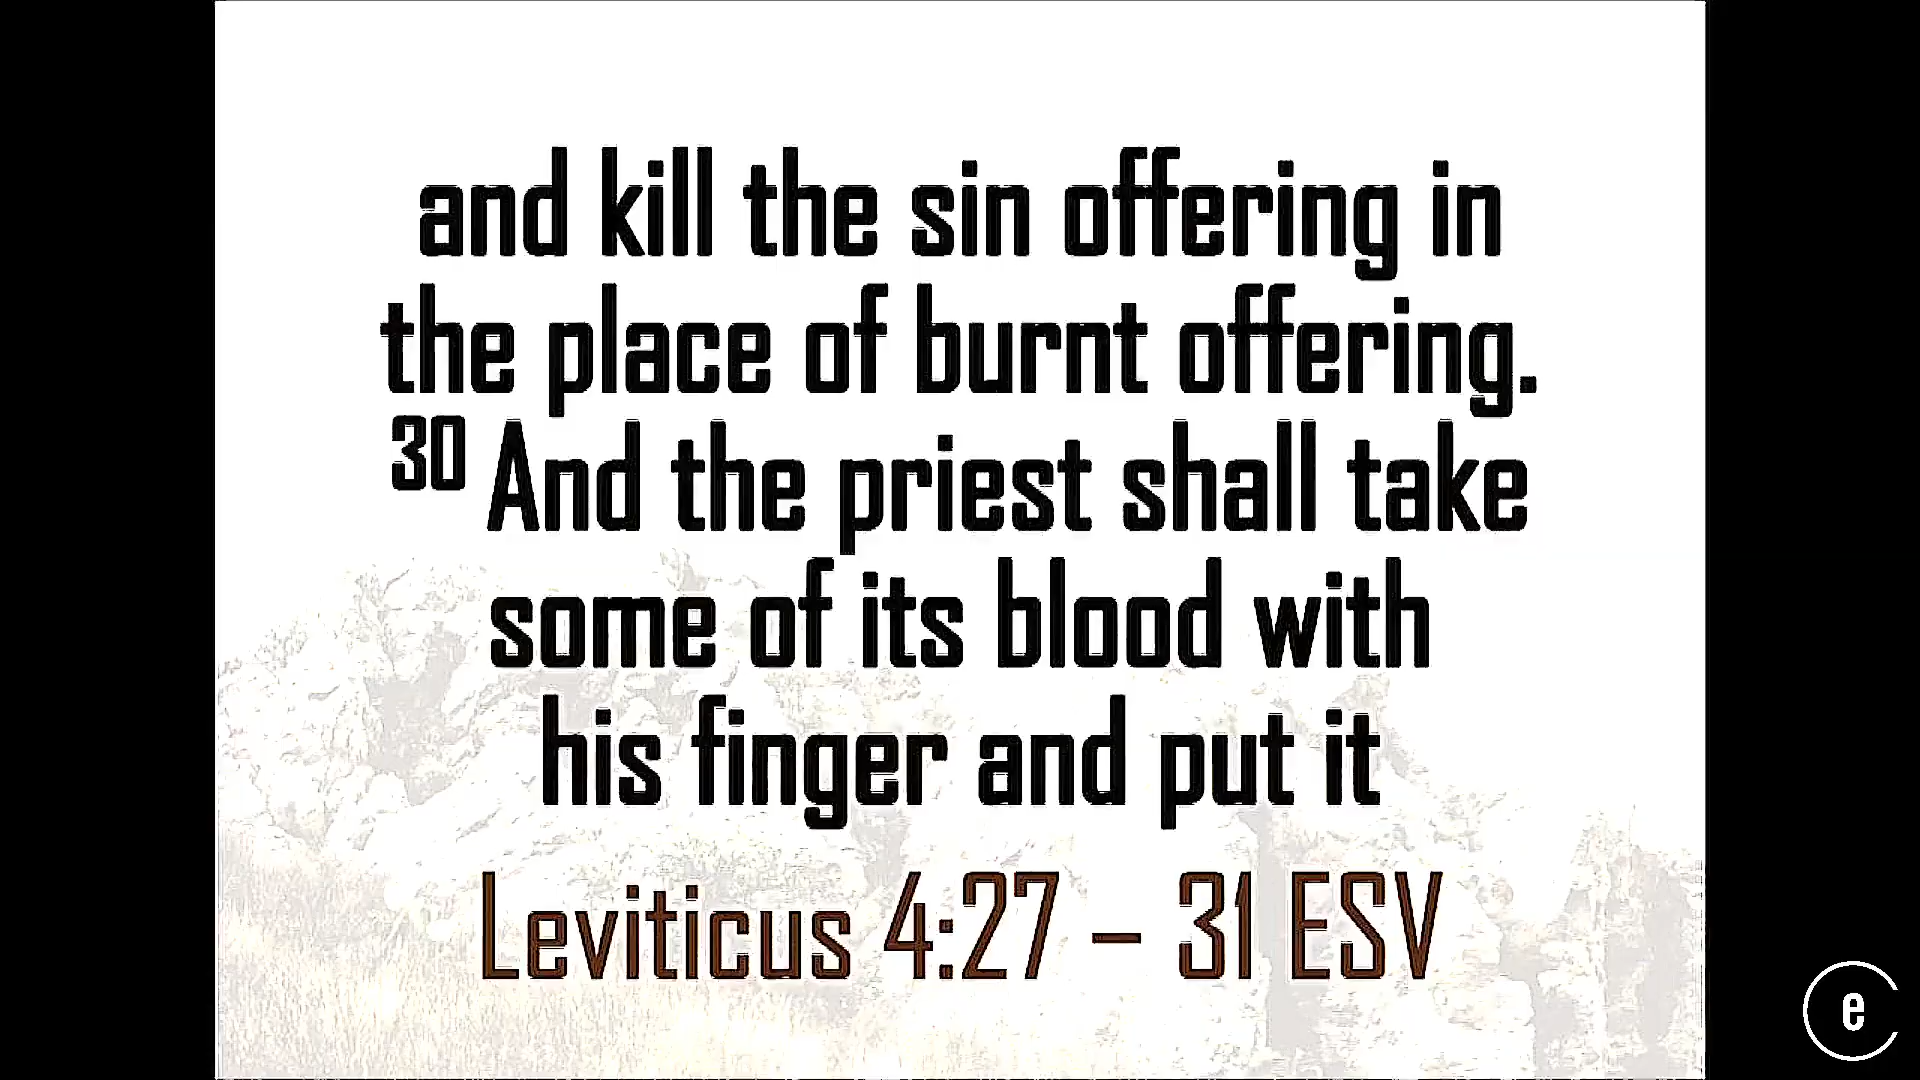 and kill the sin offering in
the place of burnt offering.
30 And the priest shall take
some of its blood with
his finger and put it
Leviticus 4:27 – 31 ESV
e